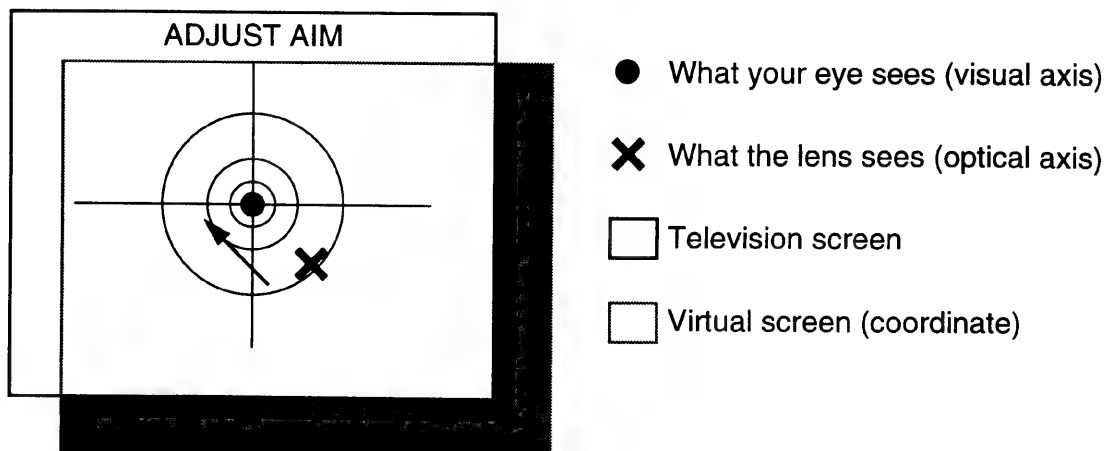 ADJUST AIM
What your eye sees (visual axis)
What the lens sees (optical axis)
Television screen
Virtual screen (coordinate)